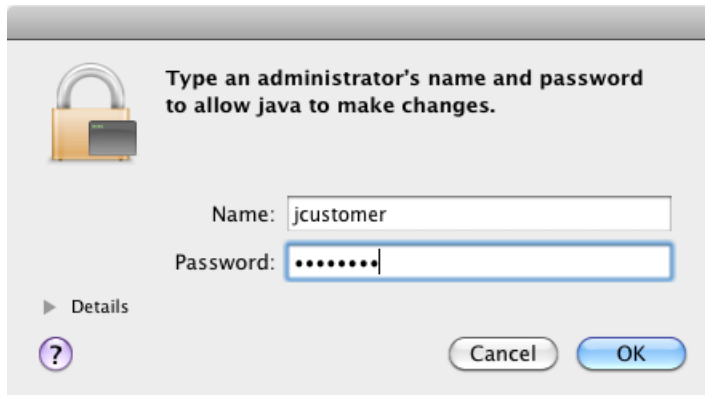 Type an administrator's name and password
to allow java to make changes.
Name: jcustomer
Password: ••••••••
Details
?
Cancel
OK